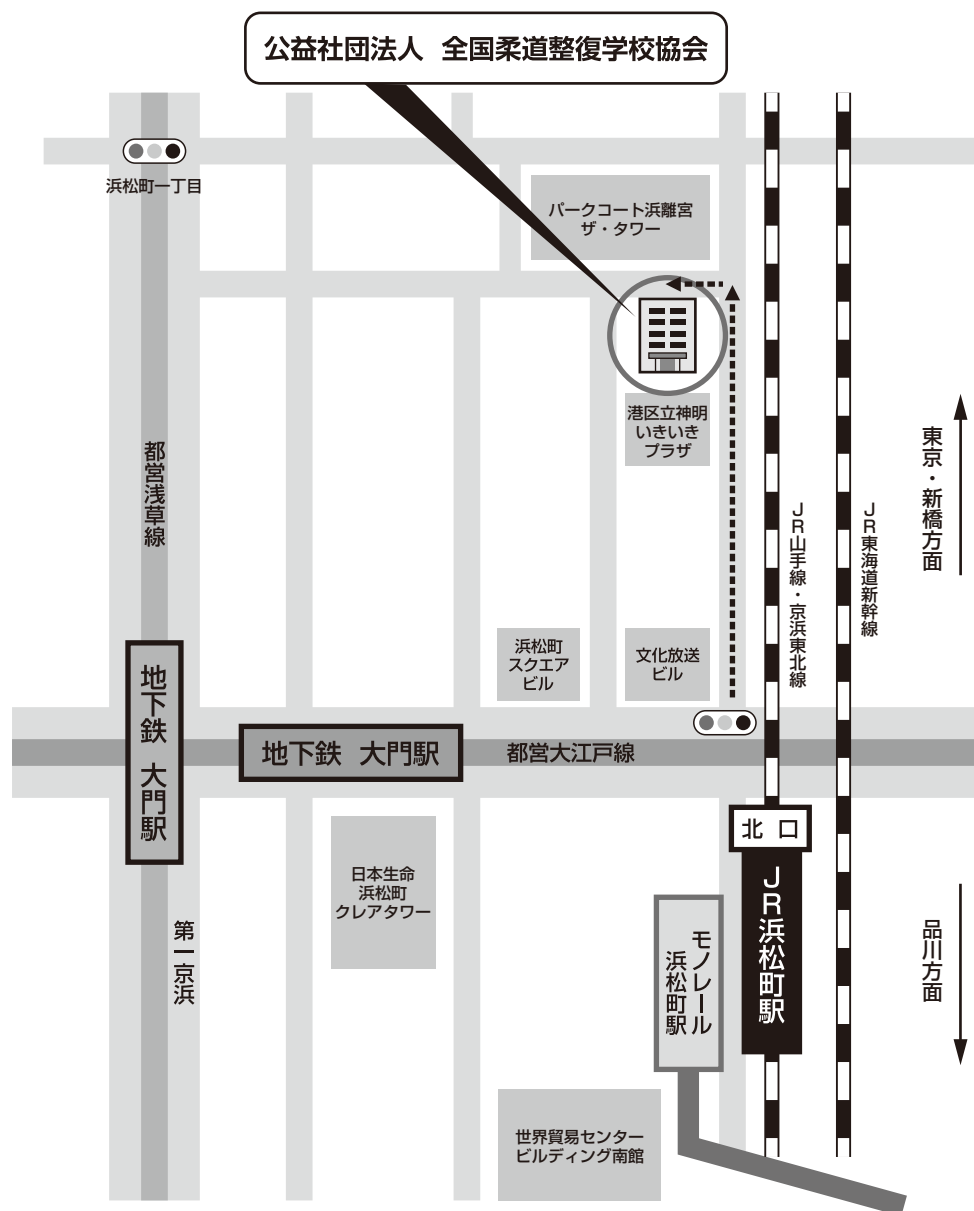 公益社団法人 全国柔道整復学校協会
浜松町一丁目
パークコート浜離宮
ザ・タワー
港区立神明
いきいき
プラザ
都営浅草線
東京・新橋方面
JR山手線・京浜東北線
JR東海道新幹線
浜松町
スクエア
ビル
文化放送
ビル
地下鉄 大門駅
地下鉄 大門駅
都営大江戸線
北口
日本生命
浜松町
クレアタワー
JR浜松町駅
モノレール
浜松町駅
第一京浜
品川方面
世界貿易センター
ビルディング南館